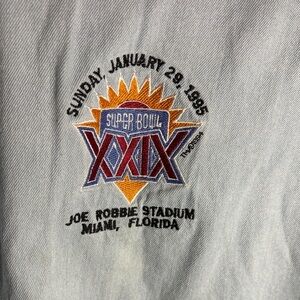 SUNDAY, JANUARY 29, 1995
SUPER BOWL
XXIX
JOE ROBBIE STADIUM
MIAMI, FLORIDA